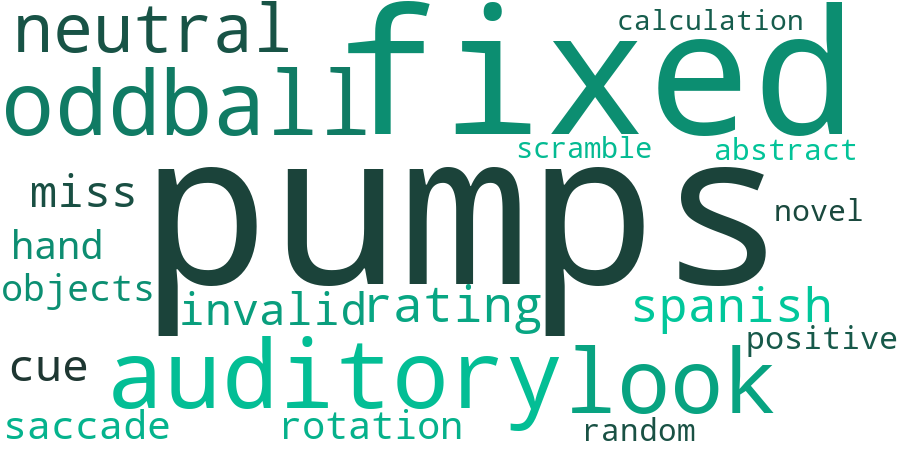 neutral
calculation
fixed
oddball
scramble
abstract
pumps
miss
novel
hand
objects
invalid
rating
spanish
positive
cue
auditory
look
saccade
rotation
random